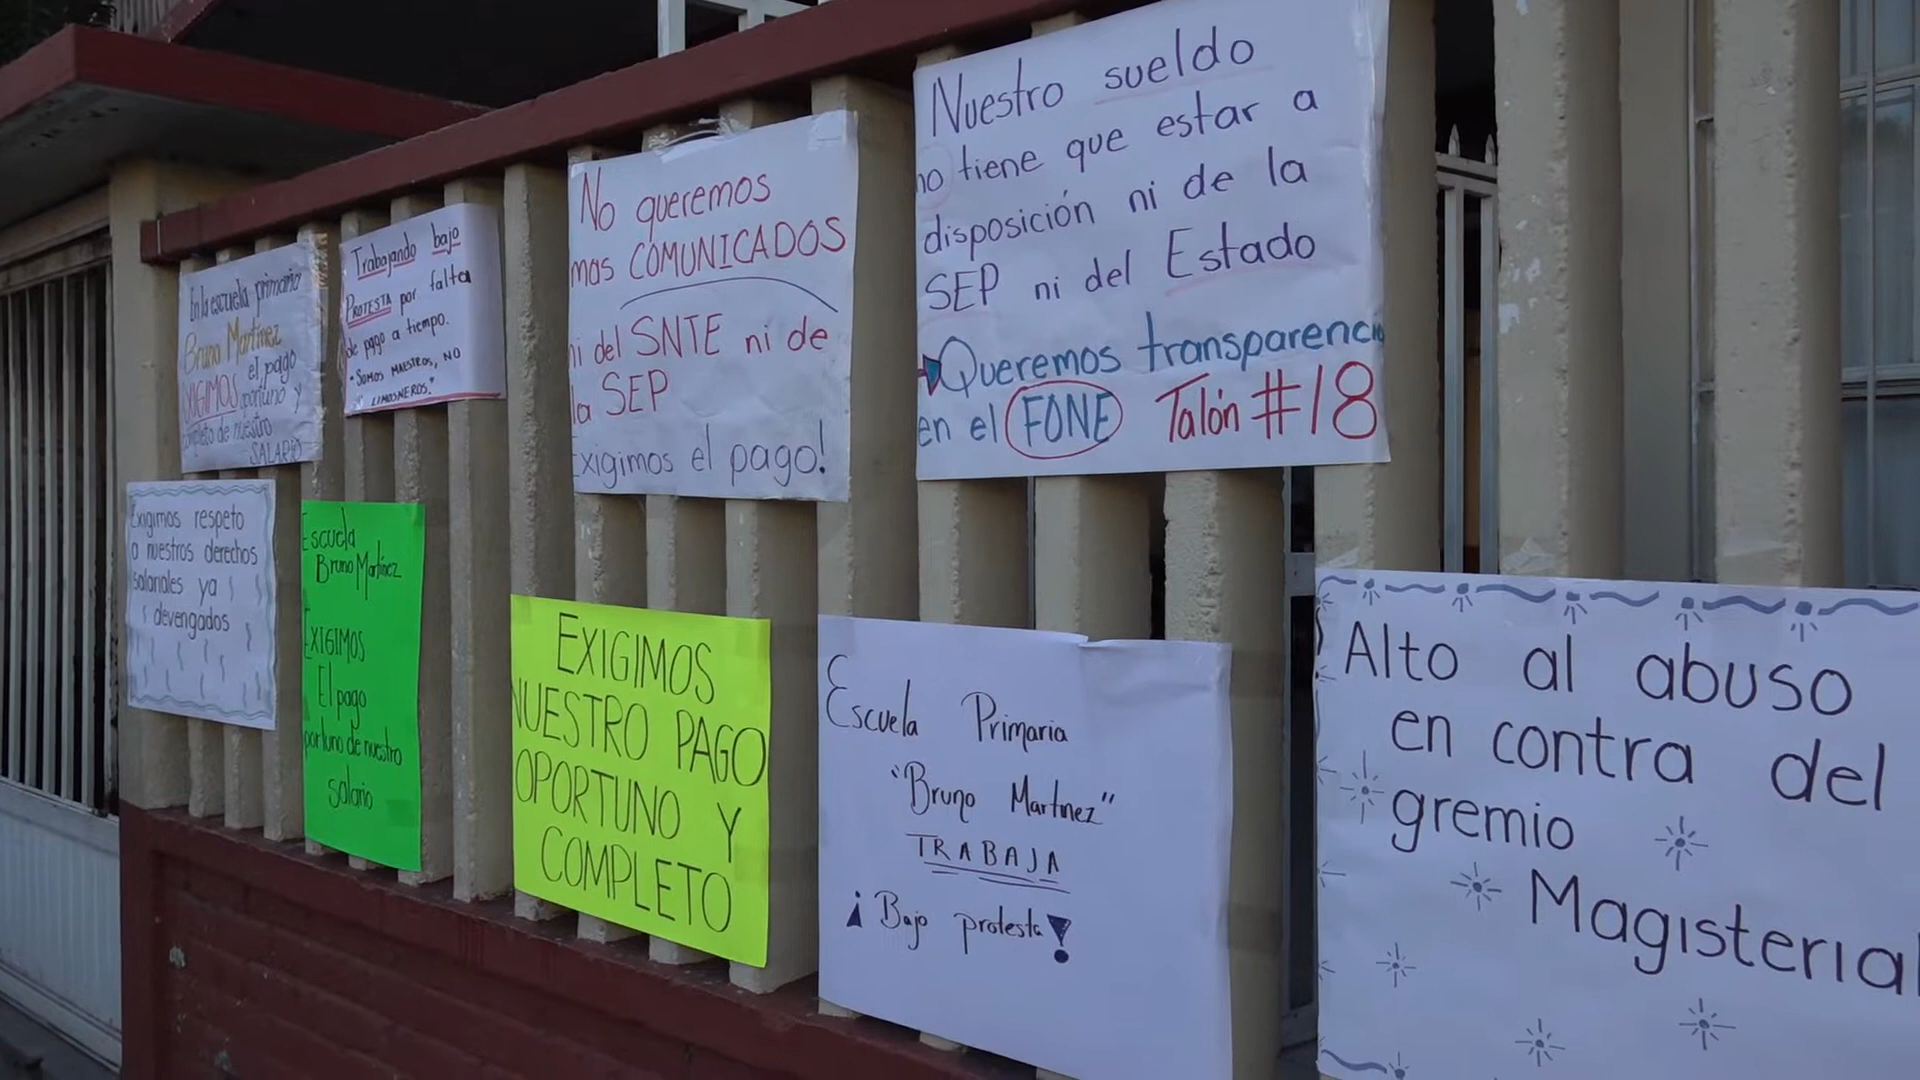 En la escuela primaria
Bruno Martínez
EXIGIMOS el pago
oportuno y
completo de nuestro
SALARIO
Trabajando bajo
PROTESTA por falta
de pago a tiempo.
"SOMOS MAESTROS, NO
LIMOSNEROS."
No queremos
mas COMUNICADOS
ni del SNTE ni de
la SEP
Exigimos el pago!
Nuestro sueldo
no tiene que estar a
disposición ni de la
SEP ni del Estado
Queremos transparencia
en el FONE Talón #18
Exigimos respeto
a nuestros derechos
salariales ya
devengados
Escuela
Bruno Martínez
EXIGIMOS
El pago
portuno de nuestro
salario
EXIGIMOS
NUESTRO PAGO
OPORTUNO Y
COMPLETO
Escuela Primaria
"Bruno Martinez"
TRABAJA
¡Bajo protesta!
Alto al abuso
en contra del
gremio
Magisterial